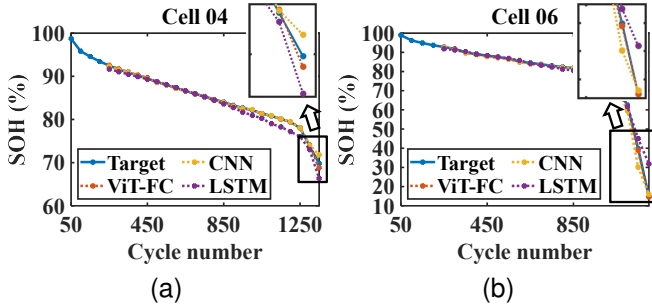 Cell 04
SOH (%)
100
90
80
70
60
Target
CNN
ViT-FC
LSTM
50
450
850
1250
Cycle number
(a)
Cell 06
SOH (%)
100
90
80
70
60
50
40
30
20
10
Target
CNN
ViT-FC
LSTM
50
450
850
Cycle number
(b)